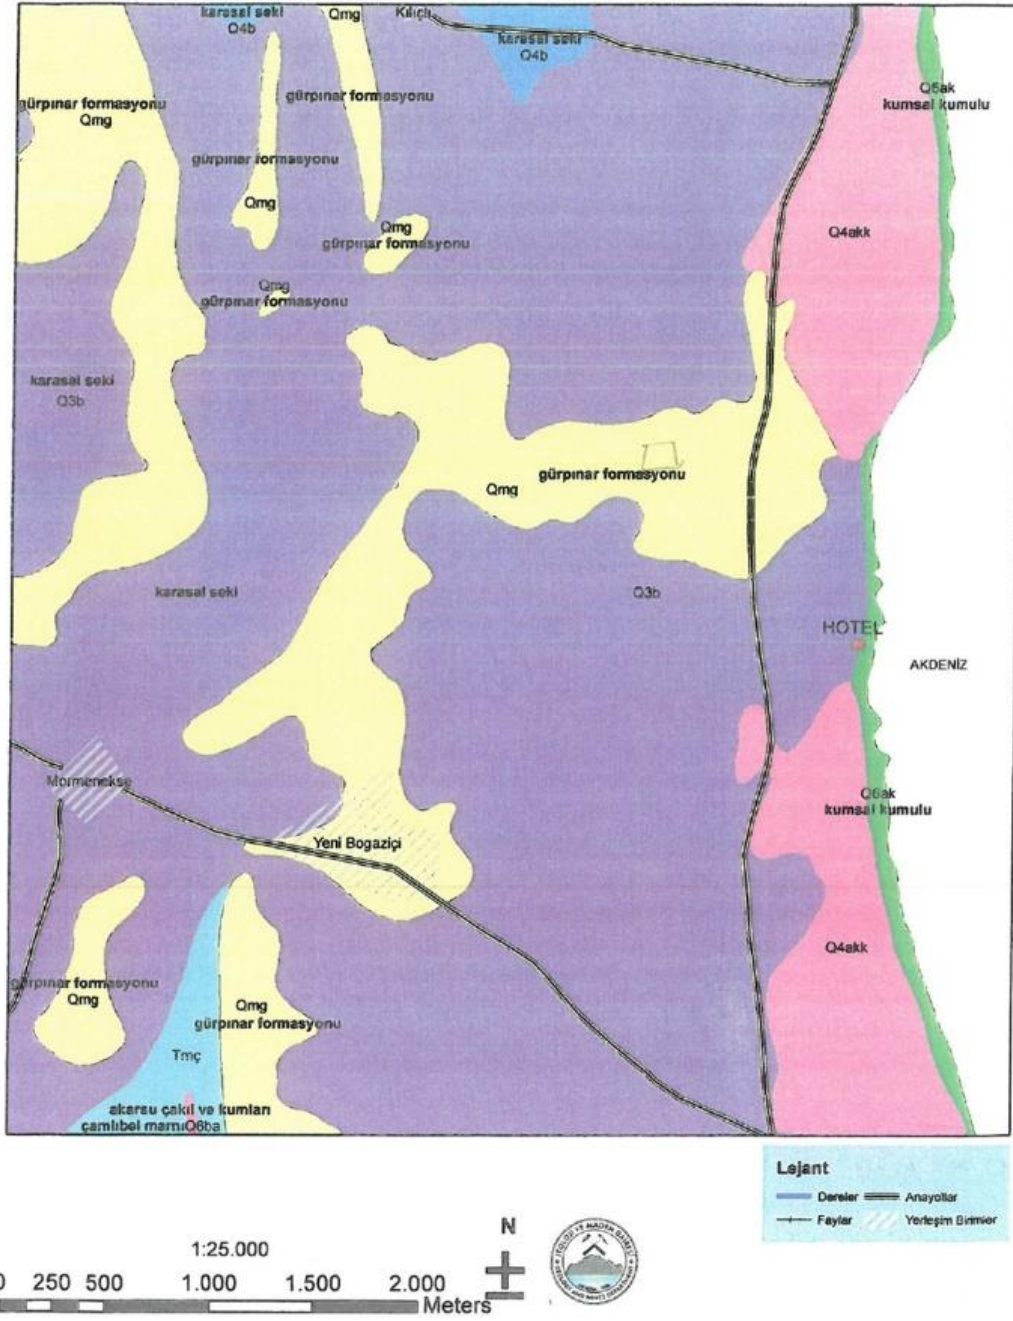 karasal seki
Q4b
Qmg
Kılıçlı
karasal seki
Q4b
Q6ak
kumsal kumulu
gürpınar formasyonu
Qmg
gürpınar formasyonu
gürpınar formasyonu
Qmg
Qmg
gürpınar formasyonu
Q4akk
Qmg
gürpınar formasyonu
karasal seki
Q3b
gürpınar formasyonu
Qmg
karasal seki
Q3b
HOTEL
AKDENİZ
Mormenekşe
Q6ak
kumsal kumulu
Yeni Bogaziçi
Q4akk
gürpınar formasyonu
Qmg
Qmg
gürpınar formasyonu
Tmç
akarsu çakıl ve kumları
çamlıbel marnıQ6ba
Lejant
Dereler
Anayollar
Faylar
Yerleşim Birimler
N
1:25.000
0 250 500 1.000 1.500 2.000
Meters